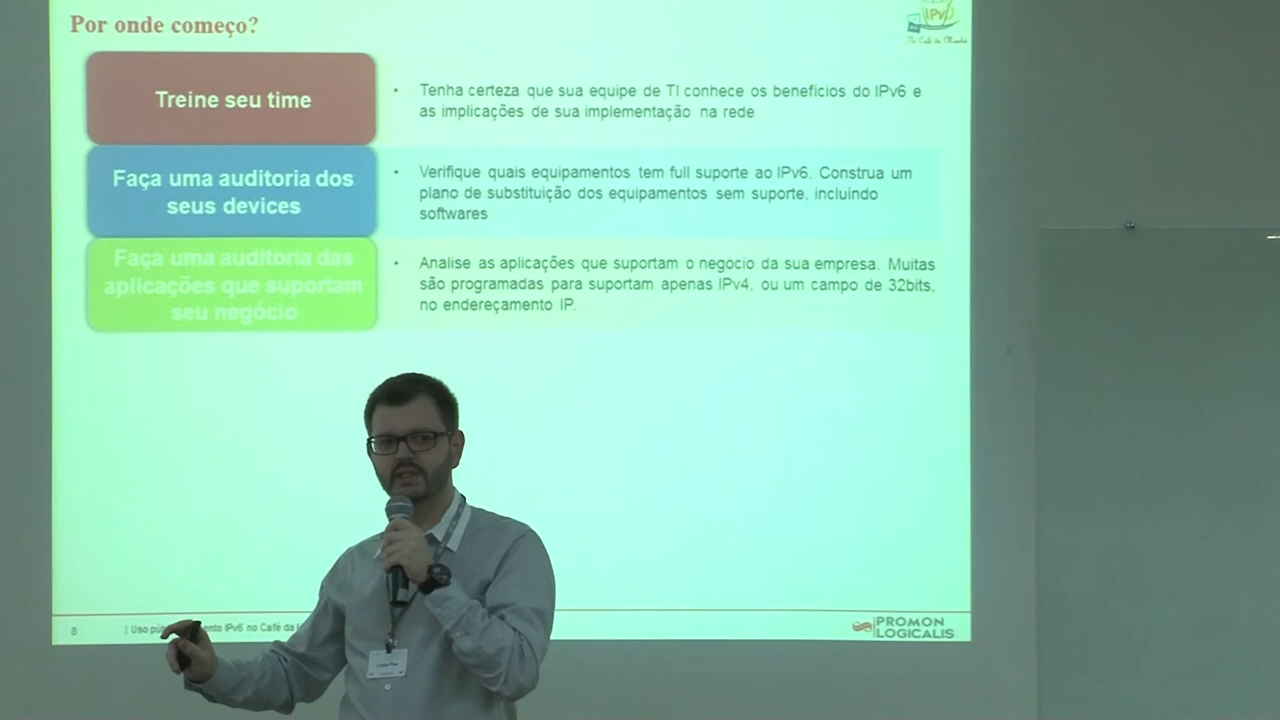 Por onde começo?
IPv6
Treine seu time
• Tenha certeza que sua equipe de TI conhece os beneficios do IPv6 e
as implicações de sua implementação na rede
Faça uma auditoria dos
seus devices
• Verifique quais equipamentos tem full suporte ao IPv6. Construa um
plano de substituição dos equipamentos sem suporte, incluindo
softwares
Faça uma auditoria das
aplicações que suportam
seu negócio
• Analise as aplicações que suportam o negocio da sua empresa. Muitas
são programadas para suportam apenas IPv4, ou um campo de 32bits,
no endereçamento IP.
8
| Uso
IPv6 no Café da
PROMON
LOGICALIS